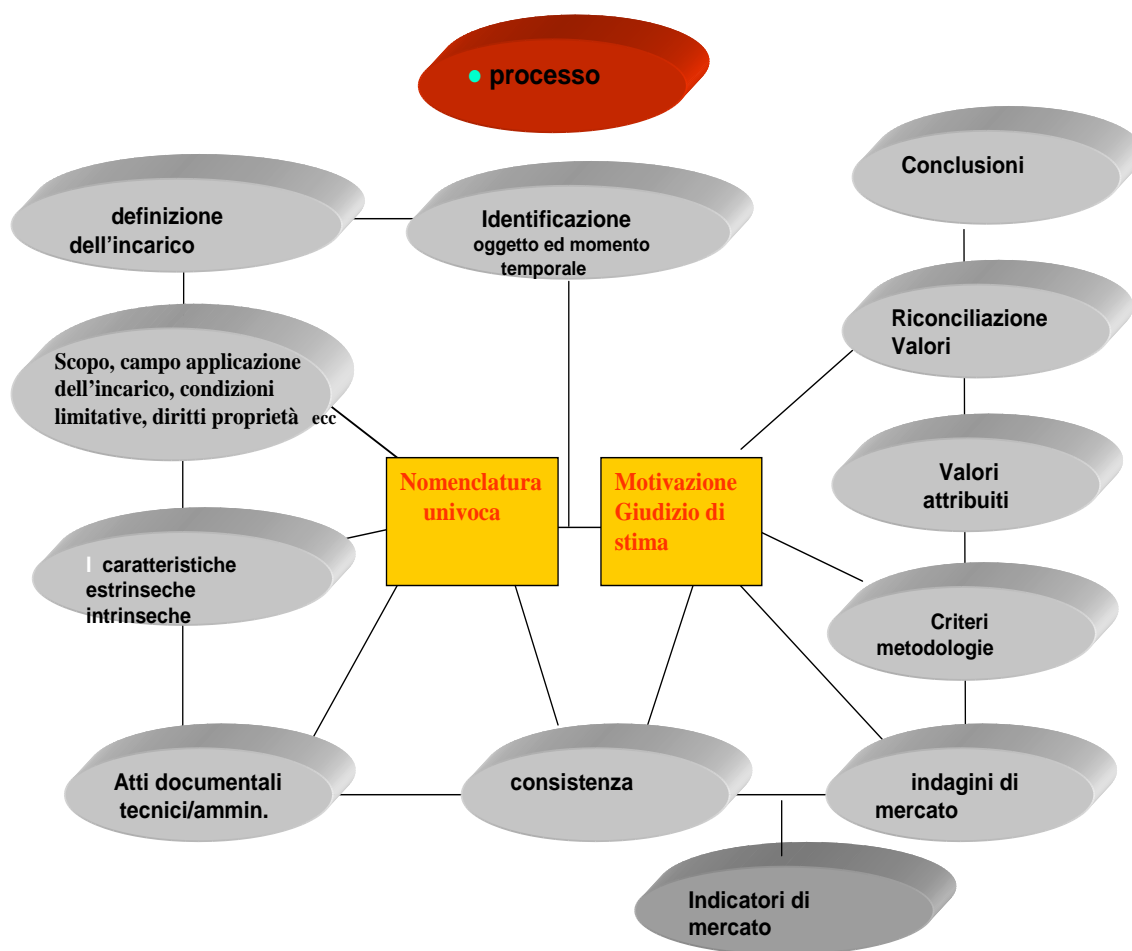 • processo
Conclusioni
definizione
dell'incarico
Identificazione
oggetto ed momento
temporale
Riconciliazione
Valori
Scopo, campo applicazione
dell'incarico, condizioni
limitative, diritti proprietà ecc
Nomenclatura
univoca
Motivazione
Giudizio di
stima
Valori
attribuiti
l caratteristiche
estrinseche
intrinseche
Criteri
metodologie
Atti documentali
tecnici/ammin.
consistenza
indagini di
mercato
Indicatori di
mercato